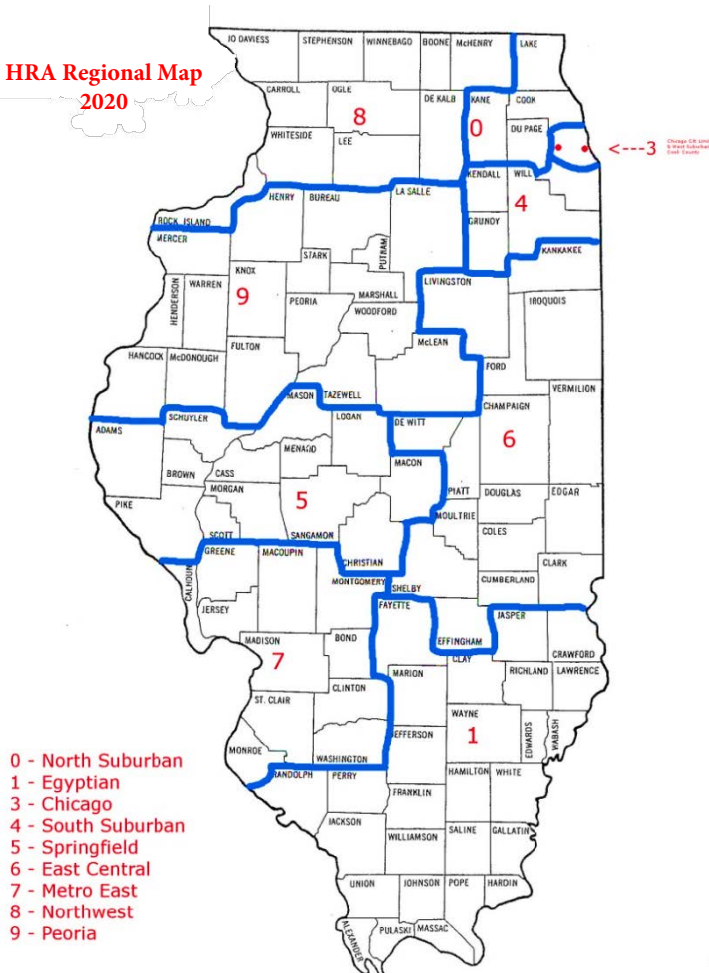 HRA Regional Map
2020
JO DAVIESS
STEPHENSON
WINNEBAGO
BOONE
McHENRY
LAKE
CARROLL
OGLE
8
DE KALB
KANE
0
COOK
DU PAGE
WHITESIDE
LEE
<---3
KENDALL
WILL
4
HENRY
BUREAU
LA SALLE
GRUNDY
ROCK ISLAND
MERCER
KANKAKEE
STARK
PUTNAM
LIVINGSTON
KNOX
9
WARREN
HENDERSON
PEORIA
MARSHALL
WOODFORD
IROQUOIS
McLEAN
FORD
HANCOCK
McDONOUGH
FULTON
MASON
TAZEWELL
VERMILION
CHAMPAIGN
6
ADAMS
SCHUYLER
LOGAN
DE WITT
MENARD
MACON
BROWN
CASS
MORGAN
5
PIATT
DOUGLAS
EDGAR
PIKE
MOULTRIE
COLES
SCOTT
SANGAMON
CHRISTIAN
GREENE
MACOUPIN
MONTGOMERY
SHELBY
CUMBERLAND
CLARK
CALHOUN
JERSEY
FAYETTE
EFFINGHAM
JASPER
CRAWFORD
MADISON
7
BOND
CLAY
MARION
RICHLAND
LAWRENCE
CLINTON
ST. CLAIR
WAYNE
1
EDWARDS
WABASH
MONROE
WASHINGTON
JEFFERSON
RANDOLPH
PERRY
HAMILTON
WHITE
FRANKLIN
JACKSON
WILLIAMSON
SALINE
GALLATIN
UNION
JOHNSON
POPE
HARDIN
ALEXANDER
PULASKI
MASSAC
0 - North Suburban
1 - Egyptian
3 - Chicago
4 - South Suburban
5 - Springfield
6 - East Central
7 - Metro East
8 - Northwest
9 - Peoria